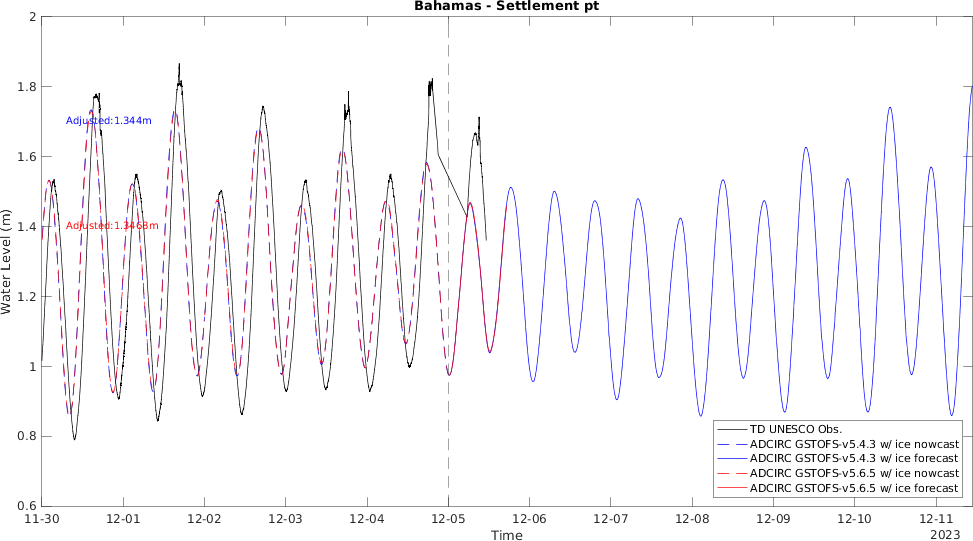 Bahamas - Settlement pt
2
1.8
1.6
1.4
1.2
1
0.8
0.6
Water Level (m)
Adjusted:1.344m
Adjusted:1.3468m
TD UNESCO Obs.
ADCIRC GSTOFS-v5.4.3 w/ ice nowcast
ADCIRC GSTOFS-v5.4.3 w/ ice forecast
ADCIRC GSTOFS-v5.6.5 w/ ice nowcast
ADCIRC GSTOFS-v5.6.5 w/ ice forecast
11-30 12-01 12-02 12-03 12-04 12-05 12-06 12-07 12-08 12-09 12-10 12-11
Time
2023